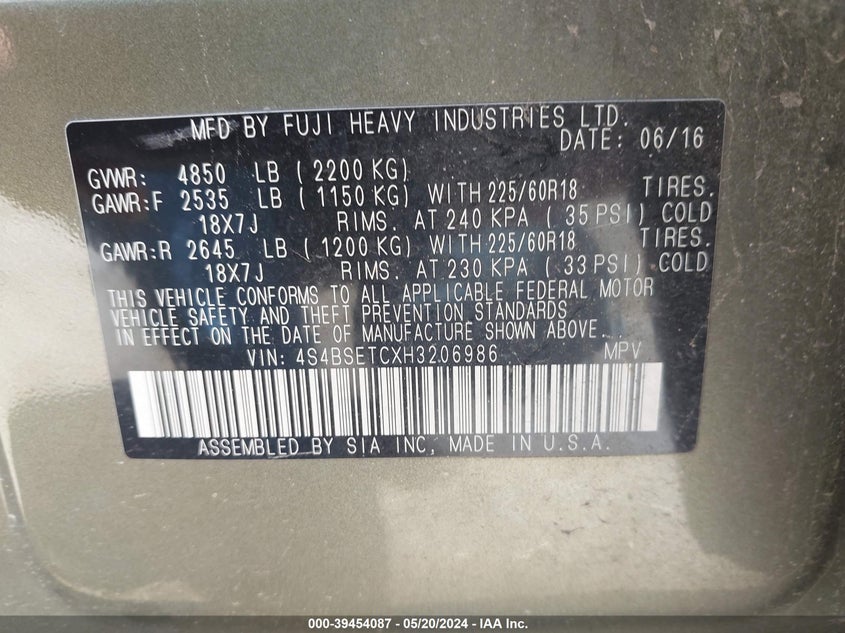 MFD BY FUJI HEAVY INDUSTRIES LTD.
DATE: 06/16
GVWR: 4850 LB ( 2200 KG)
GAWR:F 2535 LB ( 1150 KG) WITH 225/60R18 TIRES.
18X7J RIMS. AT 240 KPA ( 35 PSI) COLD
GAWR:R 2645 LB ( 1200 KG) WITH 225/60R18 TIRES.
18X7J RIMS. AT 230 KPA ( 33 PSI) COLD
THIS VEHICLE CONFORMS TO ALL APPLICABLE FEDERAL MOTOR
VEHICLE SAFETY AND THEFT PREVENTION STANDARDS
IN EFFECT ON THE DATE OF MANUFACTURE SHOWN ABOVE.
VIN: 4S4BSETCXH3206986 MPV
ASSEMBLED BY SIA INC, MADE IN U.S.A.
000-39454087 - 05/20/2024 - IAA Inc.